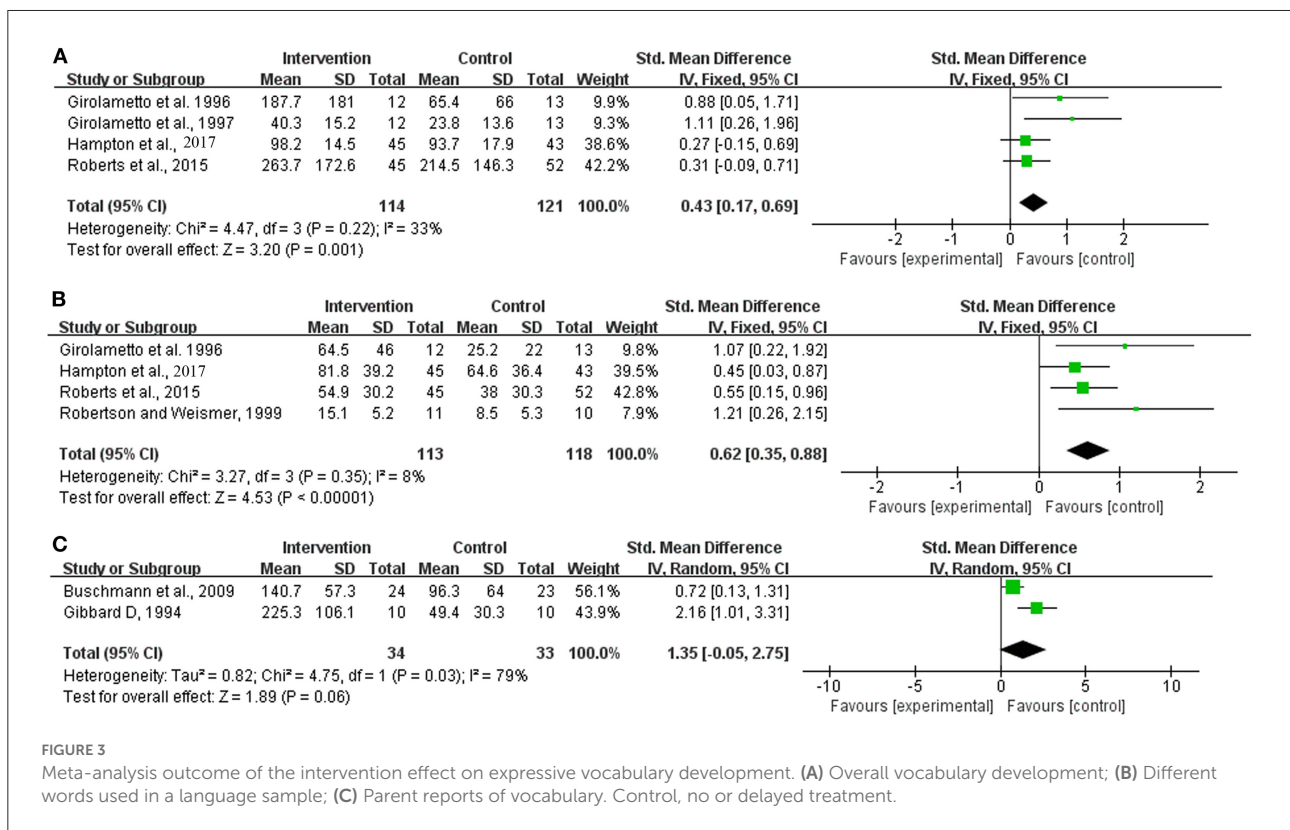 A
Intervention Control Std. Mean Difference Std. Mean Difference
Study or Subgroup Mean SD Total Mean SD Total Weight IV, Fixed, 95% CI IV, Fixed, 95% CI
Girolametto et al. 1996 187.7 181 12 65.4 66 13 9.9% 0.88 [0.05, 1.71]
Girolametto et al., 1997 40.3 15.2 12 23.8 13.6 13 9.3% 1.11 [0.26, 1.96]
Hampton et al., 2017 98.2 14.5 45 93.7 17.9 43 38.6% 0.27 [-0.15, 0.69]
Roberts et al., 2015 263.7 172.6 45 214.5 146.3 52 42.2% 0.31 [-0.09, 0.71]
Total (95% CI) 114 121 100.0% 0.43 [0.17, 0.69]
Heterogeneity: Chi² = 4.47, df = 3 (P = 0.22); I² = 33%
Test for overall effect: Z = 3.20 (P = 0.001)
-2 -1 0 1 2
Favours [experimental] Favours [control]
B
Intervention Control Std. Mean Difference Std. Mean Difference
Study or Subgroup Mean SD Total Mean SD Total Weight IV, Fixed, 95% CI IV, Fixed, 95% CI
Girolametto et al. 1996 64.5 46 12 25.2 22 13 9.8% 1.07 [0.22, 1.92]
Hampton et al., 2017 81.8 39.2 45 64.6 36.4 43 39.5% 0.45 [0.03, 0.87]
Roberts et al., 2015 54.9 30.2 45 38 30.3 52 42.8% 0.55 [0.15, 0.96]
Robertson and Weismer, 1999 15.1 5.2 11 8.5 5.3 10 7.9% 1.21 [0.26, 2.15]
Total (95% CI) 113 118 100.0% 0.62 [0.35, 0.88]
Heterogeneity: Chi² = 3.27, df = 3 (P = 0.35); I² = 8%
Test for overall effect: Z = 4.53 (P < 0.00001)
-2 -1 0 1 2
Favours [experimental] Favours [control]
C
Intervention Control Std. Mean Difference Std. Mean Difference
Study or Subgroup Mean SD Total Mean SD Total Weight IV, Random, 95% CI IV, Random, 95% CI
Buschmann et al., 2009 140.7 57.3 24 96.3 64 23 56.1% 0.72 [0.13, 1.31]
Gibbard D, 1994 225.3 106.1 10 49.4 30.3 10 43.9% 2.16 [1.01, 3.31]
Total (95% CI) 34 33 100.0% 1.35 [-0.05, 2.75]
Heterogeneity: Tau² = 0.82; Chi² = 4.75, df = 1 (P = 0.03); I² = 79%
Test for overall effect: Z = 1.89 (P = 0.06)
-10 -5 0 5 10
Favours [experimental] Favours [control]
FIGURE 3
Meta-analysis outcome of the intervention effect on expressive vocabulary development. (A) Overall vocabulary development; (B) Different
words used in a language sample; (C) Parent reports of vocabulary. Control, no or delayed treatment.